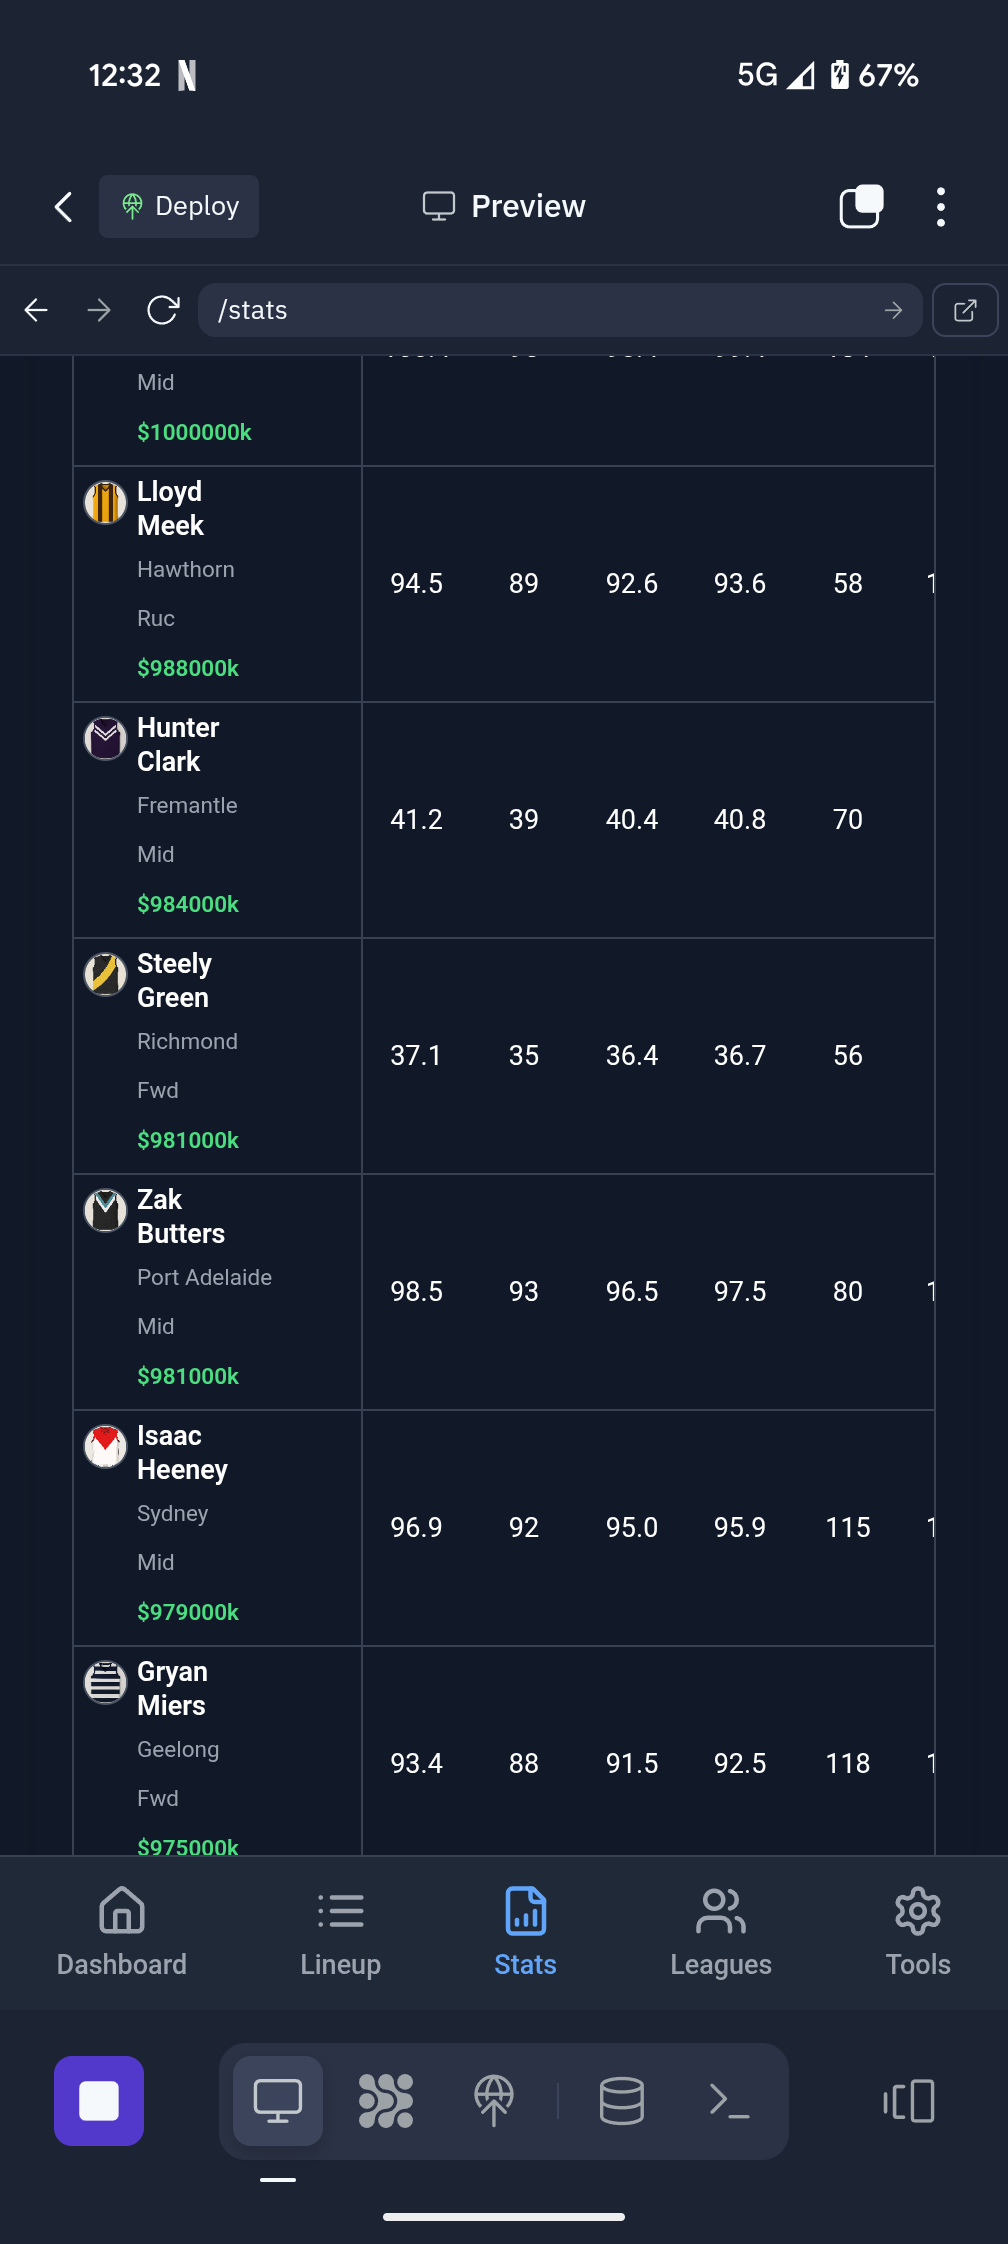 12:32 N 5G 67%
Deploy Preview
/stats
Mid
$1000000k
Lloyd
Meek
Hawthorn
94.5 89 92.6 93.6 58
Ruc
$988000k
Hunter
Clark
Fremantle
41.2 39 40.4 40.8 70
Mid
$984000k
Steely
Green
Richmond
37.1 35 36.4 36.7 56
Fwd
$981000k
Zak
Butters
Port Adelaide
98.5 93 96.5 97.5 80
Mid
$981000k
Isaac
Heeney
Sydney
96.9 92 95.0 95.9 115
Mid
$979000k
Gryan
Miers
Geelong
93.4 88 91.5 92.5 118
Fwd
$975000k
Dashboard Lineup Stats Leagues Tools